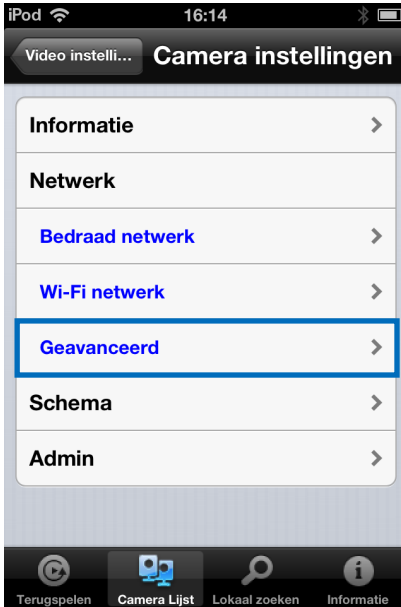 iPod 16:14
Video instelli... Camera instellingen
Informatie
Netwerk
Bedraad netwerk
Wi-Fi netwerk
Geavanceerd
Schema
Admin
Terugspelen Camera Lijst Lokaal zoeken Informatie